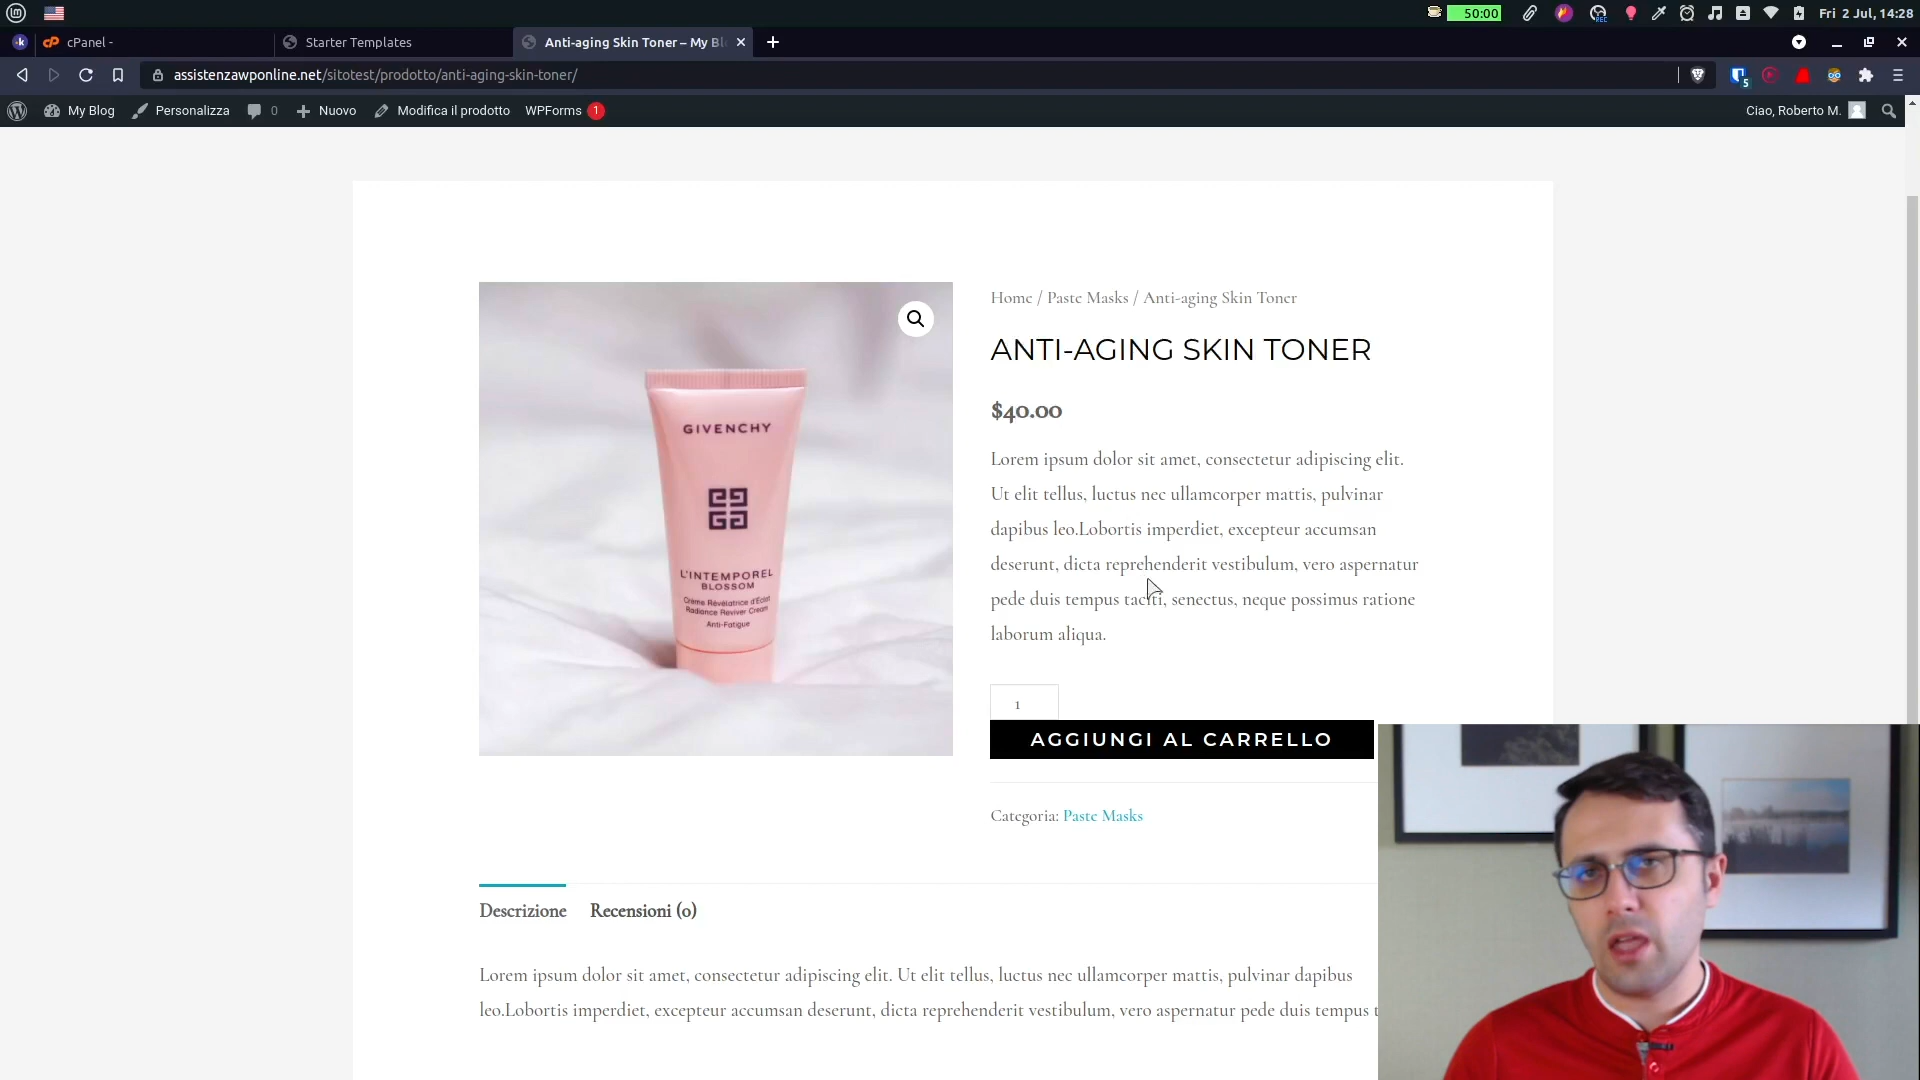 50:00
REC
Fri 2 Jul, 14:28
cPanel -
Starter Templates
Anti-aging Skin Toner – My Bl
assistenzawponline.net/sitotest/prodotto/anti-aging-skin-toner/
5
My Blog
Personalizza
0
Nuovo
Modifica il prodotto
WPForms 1
Ciao, Roberto M.
Home / Paste Masks / Anti-aging Skin Toner
ANTI-AGING SKIN TONER
$40.00
Lorem ipsum dolor sit amet, consectetur adipiscing elit.
Ut elit tellus, luctus nec ullamcorper mattis, pulvinar
dapibus leo.Lobortis imperdiet, excepteur accumsan
deserunt, dicta reprehenderit vestibulum, vero aspernatur
pede duis tempus taciti, senectus, neque possimus ratione
laborum aliqua.
GIVENCHY
L'INTEMPOREL
BLOSSOM
Crème Révélatrice d'Éclat
Radiance Reviver Cream
Anti-Fatigue
1
AGGIUNGI AL CARRELLO
Categoria: Paste Masks
Descrizione
Recensioni (0)
Lorem ipsum dolor sit amet, consectetur adipiscing elit. Ut elit tellus, luctus nec ullamcorper mattis, pulvinar dapibus
leo.Lobortis imperdiet, excepteur accumsan deserunt, dicta reprehenderit vestibulum, vero aspernatur pede duis tempus t